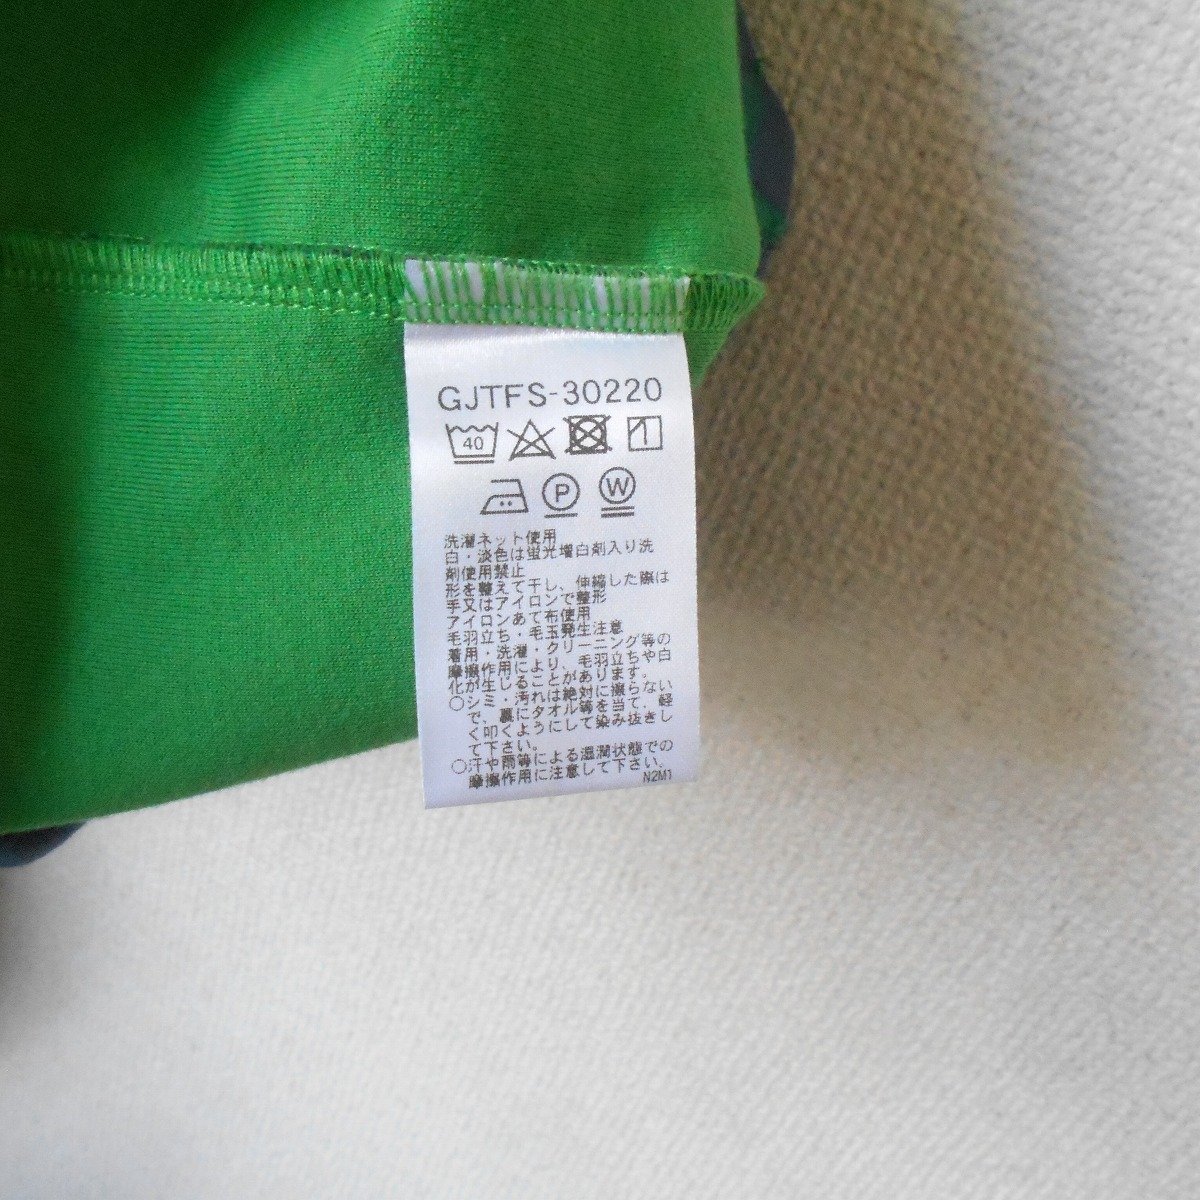 GJTFS-30220
40
P W
洗濯ネット使用
白・淡色は蛍光増白剤入り洗
剤使用禁止
形を整えて干し、伸縮した際は
手又はアイロンで整形
アイロンあて布使用
毛羽立ち・毛玉発生注意
着用・洗濯・クリーニング等の
摩擦作用により、毛羽立ちや白
化が生じることがあります。
○シミ・汚れは絶対に擦らない
で、裏にタオル等を当て、軽
く叩くようにして染み抜きし
て下さい。
○汗や雨等による湿潤状態での
摩擦作用に注意して下さい。
N2M1